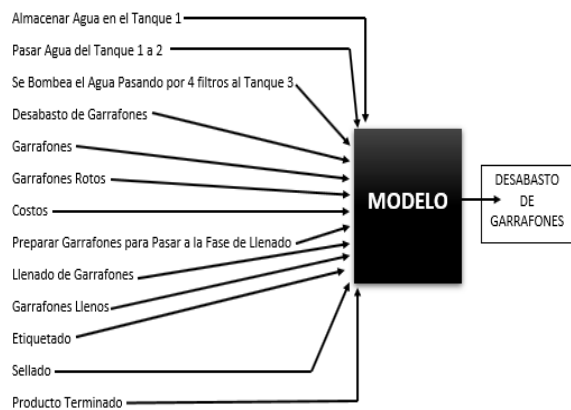 Almacenar Agua en el Tanque 1
Pasar Agua del Tanque 1 a 2
Se Bombea el Agua Pasando por 4 filtros al Tanque 3
Desabasto de Garrafones
Garrafones
Garrafones Rotos
Costos
Preparar Garrafones para Pasar a la Fase de Llenado
Llenado de Garrafones
Garrafones Llenos
Etiquetado
Sellado
Producto Terminado
MODELO
DESABASTO
DE
GARRAFONES